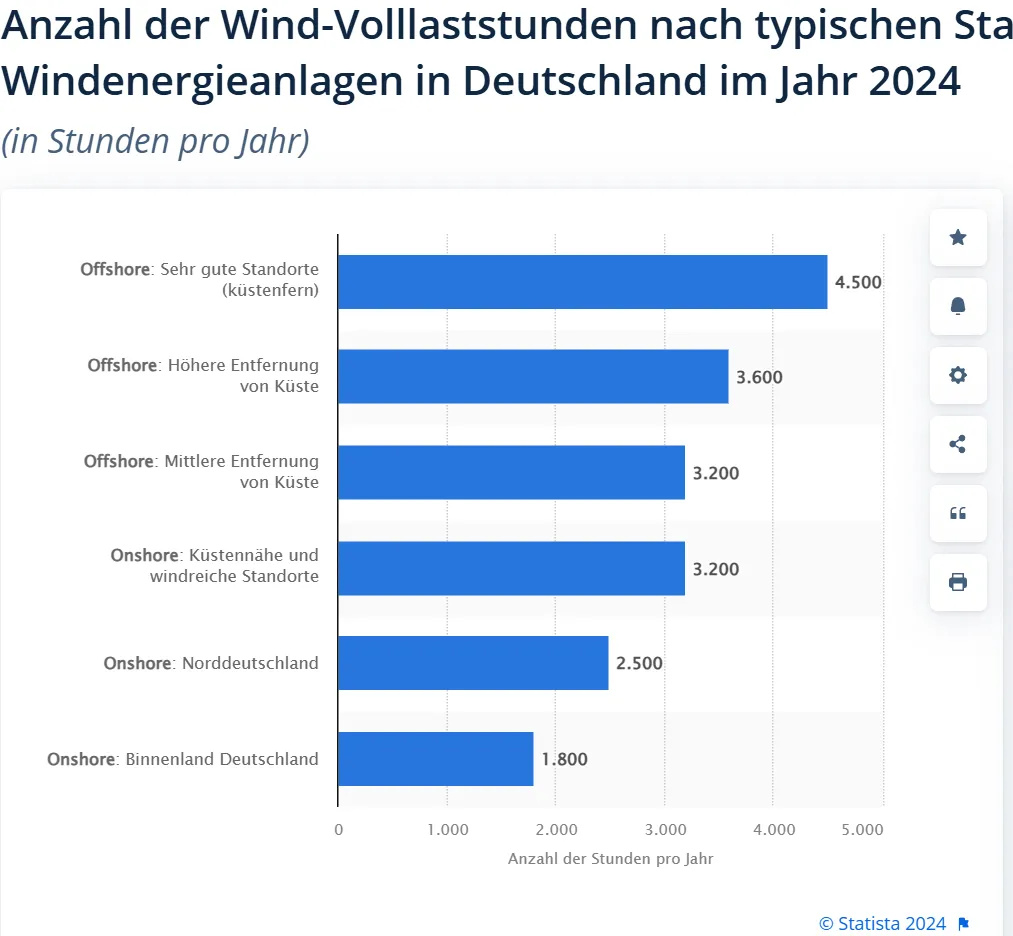 Anzahl der Wind-Volllaststunden nach typischen Sta
Windenergieanlagen in Deutschland im Jahr 2024
(in Stunden pro Jahr)
Offshore: Sehr gute Standorte
(küstenfern)
4.500
Offshore: Höhere Entfernung
von Küste
3.600
Offshore: Mittlere Entfernung
von Küste
3.200
Onshore: Küstennähe und
windreiche Standorte
3.200
Onshore: Norddeutschland
2.500
Onshore: Binnenland Deutschland
1.800
0 1.000 2.000 3.000 4.000 5.000
Anzahl der Stunden pro Jahr
© Statista 2024